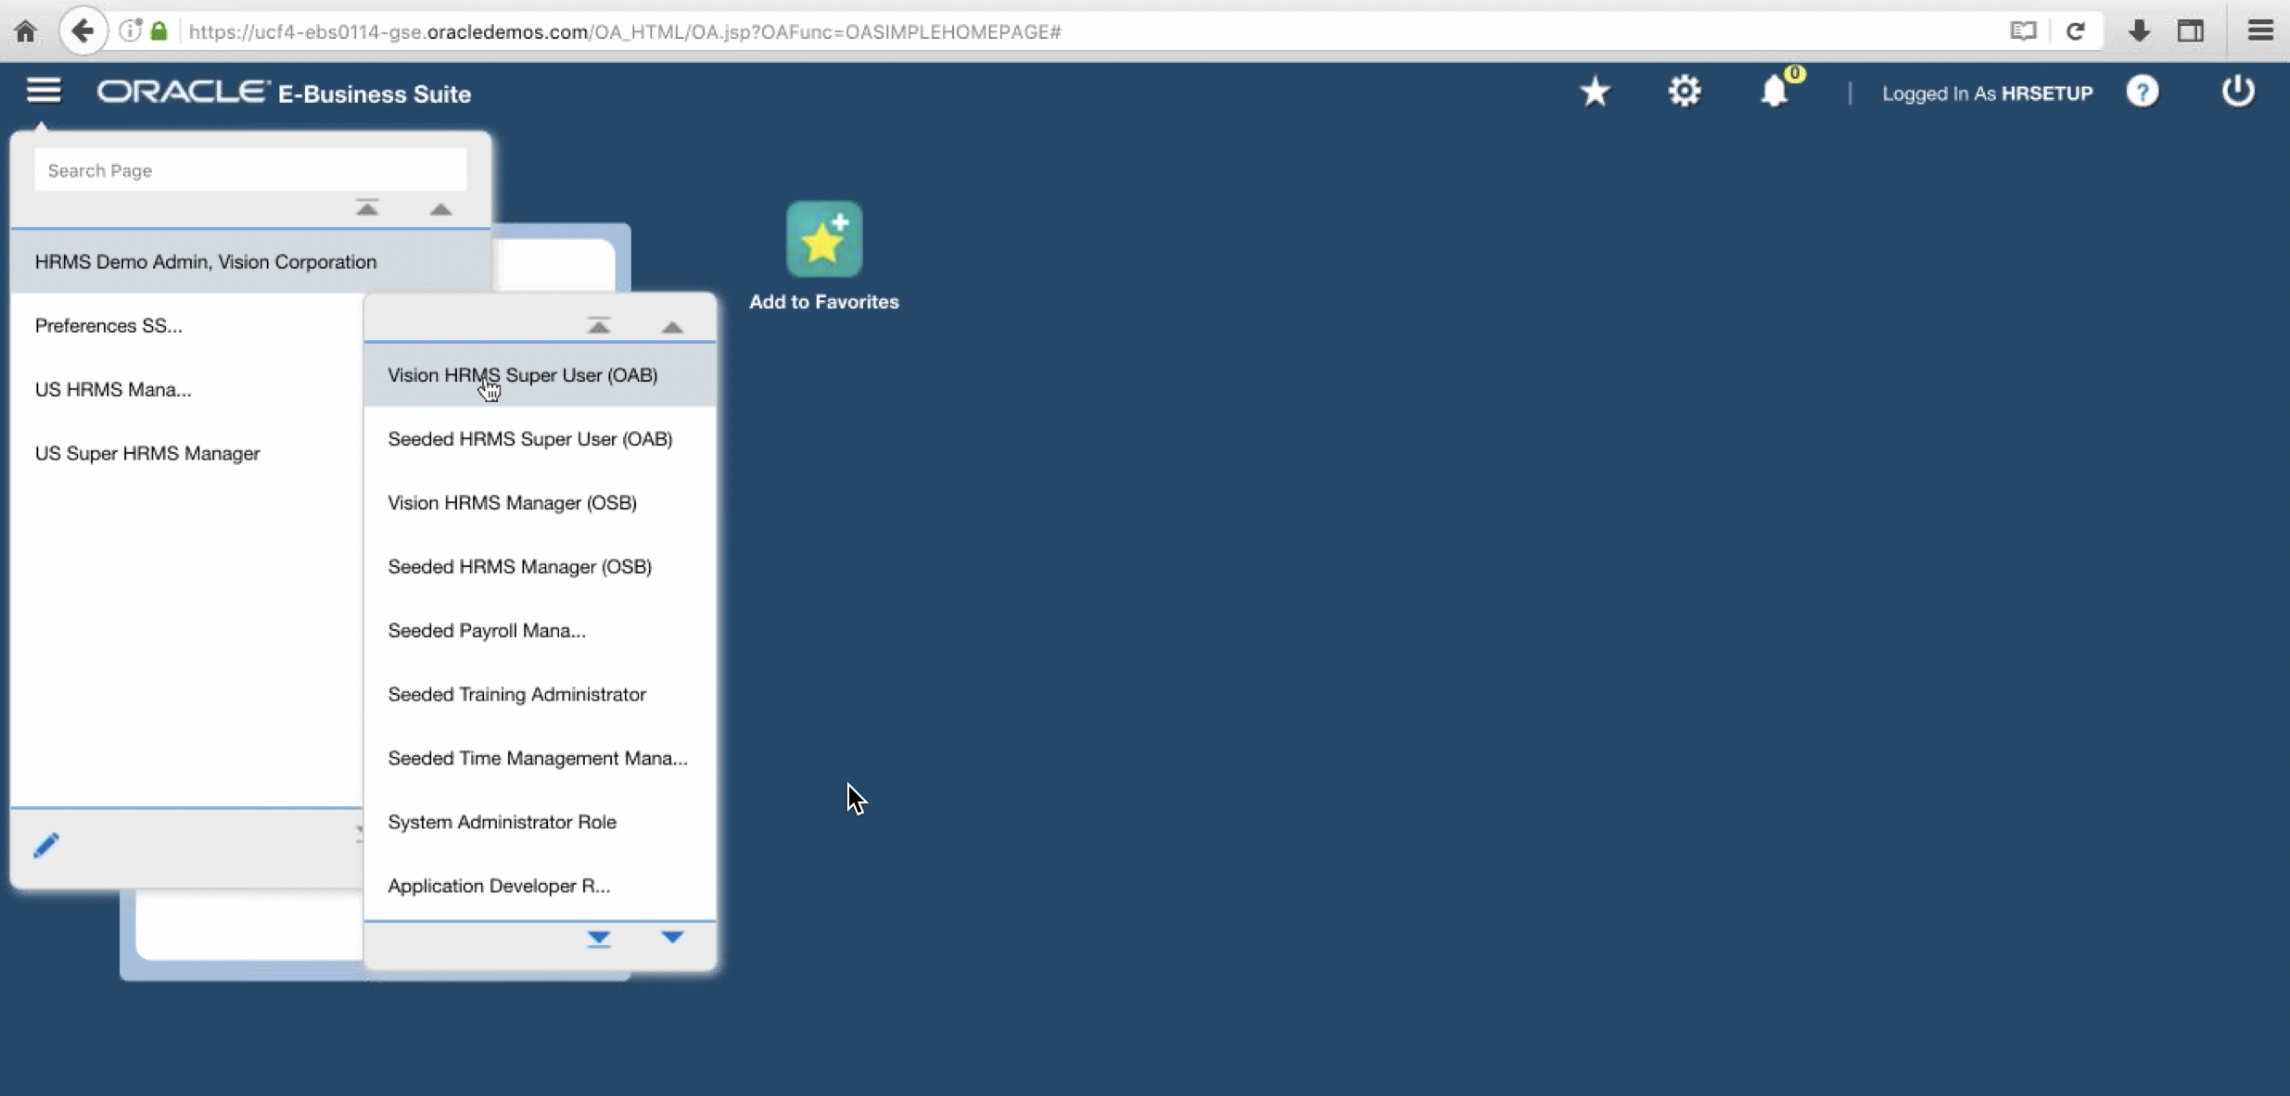 https://ucf4-ebs0114-gse.oracledemos.com/OA_HTML/OA.jsp?OAFunc=OASIMPLEHOMEPAGE#
ORACLE E-Business Suite
0
Logged In As HRSETUP
?
Search Page
HRMS Demo Admin, Vision Corporation
Preferences SS...
US HRMS Mana...
US Super HRMS Manager
Vision HRMS Super User (OAB)
Seeded HRMS Super User (OAB)
Vision HRMS Manager (OSB)
Seeded HRMS Manager (OSB)
Seeded Payroll Mana...
Seeded Training Administrator
Seeded Time Management Mana...
System Administrator Role
Application Developer R...
Add to Favorites